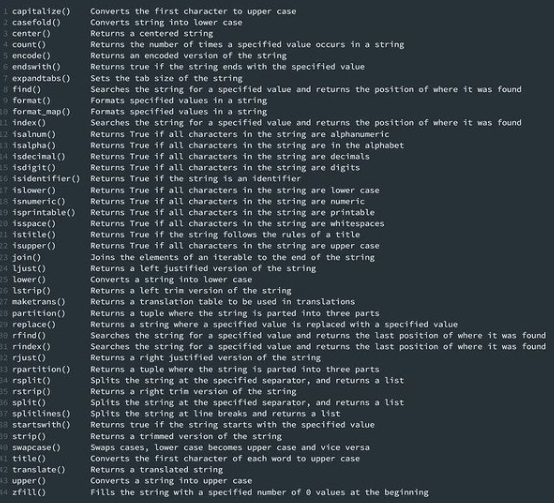 1 capitalize() Converts the first character to upper case
2 casefold() Converts string into lower case
3 center() Returns a centered string
4 count() Returns the number of times a specified value occurs in a string
5 encode() Returns an encoded version of the string
6 endswith() Returns true if the string ends with the specified value
7 expandtabs() Sets the tab size of the string
8 find() Searches the string for a specified value and returns the position of where it was found
9 format() Formats specified values in a string
10 format_map() Formats specified values in a string
11 index() Searches the string for a specified value and returns the position of where it was found
12 isalnum() Returns True if all characters in the string are alphanumeric
13 isalpha() Returns True if all characters in the string are in the alphabet
14 isdecimal() Returns True if all characters in the string are decimals
15 isdigit() Returns True if all characters in the string are digits
16 isidentifier() Returns True if the string is an identifier
17 islower() Returns True if all characters in the string are lower case
18 isnumeric() Returns True if all characters in the string are numeric
19 isprintable() Returns True if all characters in the string are printable
20 isspace() Returns True if all characters in the string are whitespaces
21 istitle() Returns True if the string follows the rules of a title
22 isupper() Returns True if all characters in the string are upper case
23 join() Joins the elements of an iterable to the end of the string
24 ljust() Returns a left justified version of the string
25 lower() Converts a string into lower case
26 lstrip() Returns a left trim version of the string
27 maketrans() Returns a translation table to be used in translations
28 partition() Returns a tuple where the string is parted into three parts
29 replace() Returns a string where a specified value is replaced with a specified value
30 rfind() Searches the string for a specified value and returns the last position of where it was found
31 rindex() Searches the string for a specified value and returns the last position of where it was found
32 rjust() Returns a right justified version of the string
33 rpartition() Returns a tuple where the string is parted into three parts
34 rsplit() Splits the string at the specified separator, and returns a list
35 rstrip() Returns a right trim version of the string
36 split() Splits the string at the specified separator, and returns a list
37 splitlines() Splits the string at line breaks and returns a list
38 startswith() Returns true if the string starts with the specified value
39 strip() Returns a trimmed version of the string
40 swapcase() Swaps cases, lower case becomes upper case and vice versa
41 title() Converts the first character of each word to upper case
42 translate() Returns a translated string
43 upper() Converts a string into upper case
44 zfill() Fills the string with a specified number of 0 values at the beginning